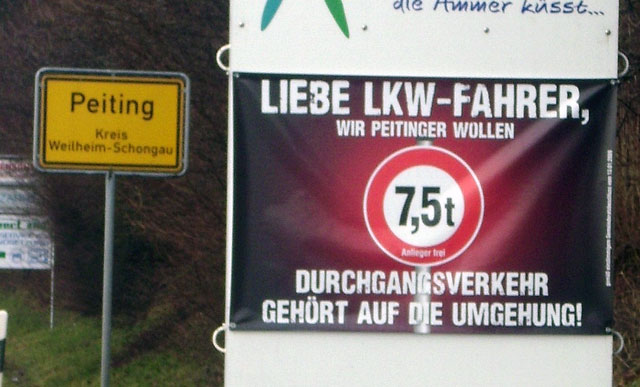 die Ammer küsst...
Peiting
Kreis
Weilheim-Schongau
LIEBE LKW-FAHRER,
WIR PEITINGER WOLLEN
7,5t
Anlieger frei
DURCHGANGSVERKEHR
GEHÖRT AUF DIE UMGEHUNG!